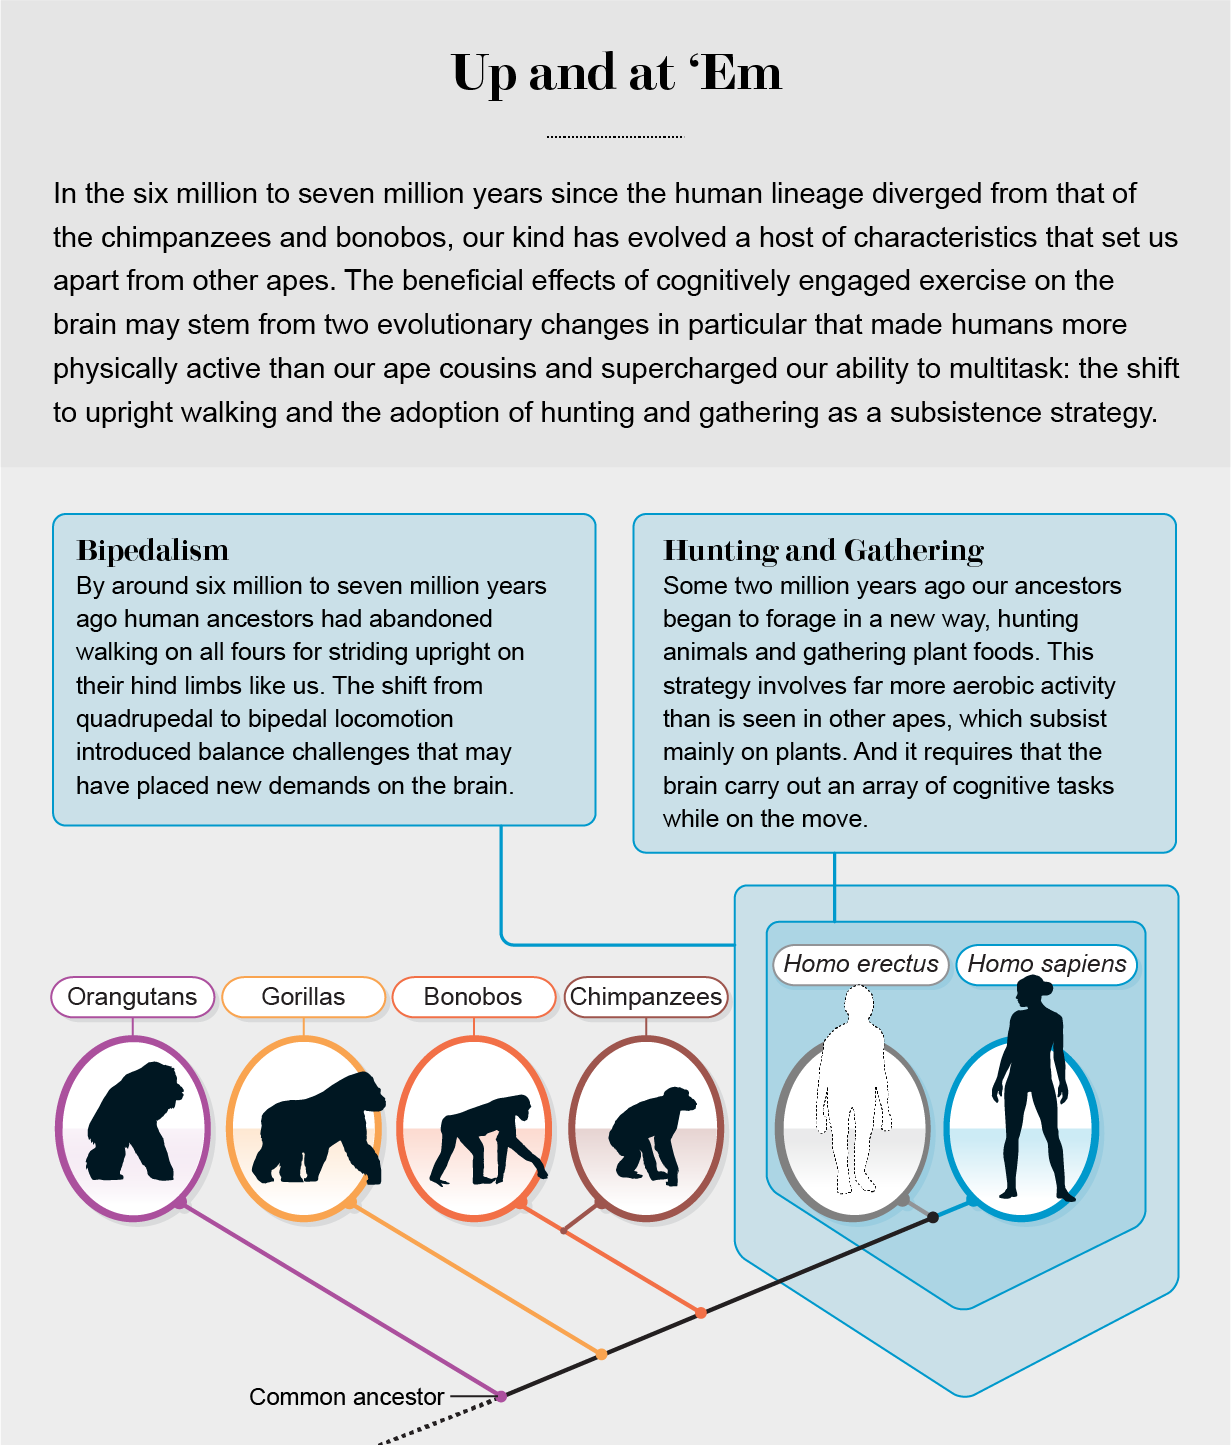 Up and at ‘Em
In the six million to seven million years since the human lineage diverged from that of
the chimpanzees and bonobos, our kind has evolved a host of characteristics that set us
apart from other apes. The beneficial effects of cognitively engaged exercise on the
brain may stem from two evolutionary changes in particular that made humans more
physically active than our ape cousins and supercharged our ability to multitask: the shift
to upright walking and the adoption of hunting and gathering as a subsistence strategy.
Bipedalism
By around six million to seven million years
ago human ancestors had abandoned
walking on all fours for striding upright on
their hind limbs like us. The shift from
quadrupedal to bipedal locomotion
introduced balance challenges that may
have placed new demands on the brain.
Hunting and Gathering
Some two million years ago our ancestors
began to forage in a new way, hunting
animals and gathering plant foods. This
strategy involves far more aerobic activity
than is seen in other apes, which subsist
mainly on plants. And it requires that the
brain carry out an array of cognitive tasks
while on the move.
Orangutans
Gorillas
Bonobos
Chimpanzees
Homo erectus
Homo sapiens
Common ancestor